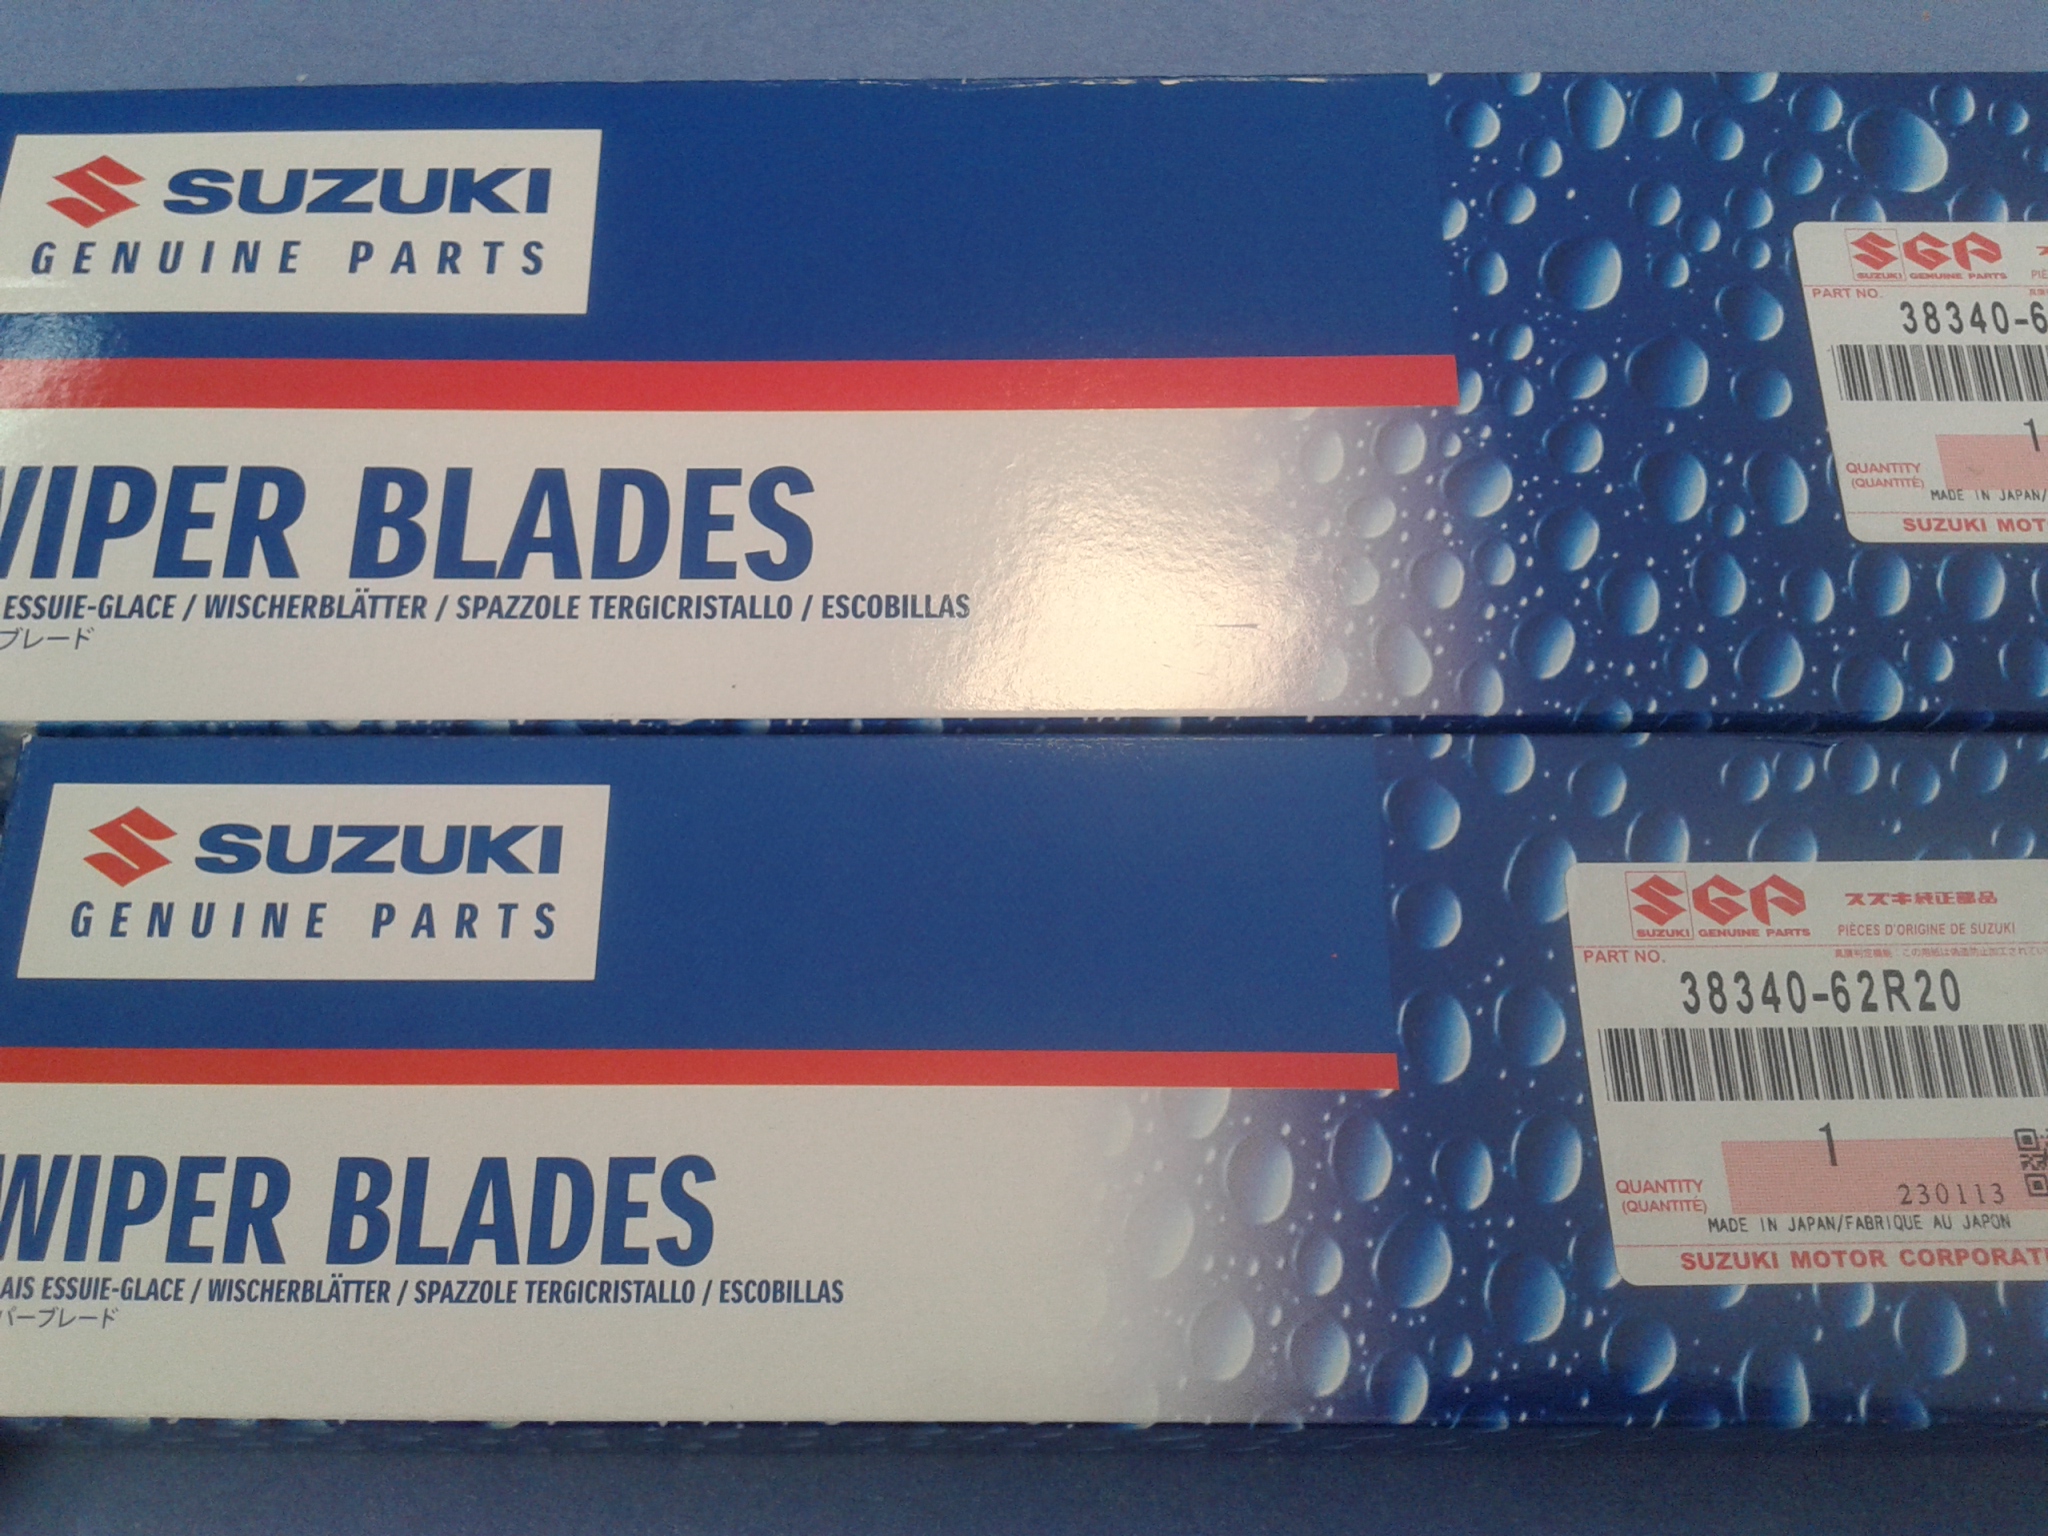 SUZUKI
GENUINE PARTS
WIPER BLADES
ESSUIE-GLACE / WISCHERBLÄTTER / SPAZZOLE TERGICRISTALLO / ESCOBILLAS
ブレード
SGP
SUZUKI GENUINE PARTS
PART NO.
38340-6
1
QUANTITY
(QUANTITÉ)
MADE IN JAPAN/
SUZUKI MOT
SUZUKI
GENUINE PARTS
WIPER BLADES
AIS ESSUIE-GLACE / WISCHERBLÄTTER / SPAZZOLE TERGICRISTALLO / ESCOBILLAS
パーブレード
SGP スズキ純正部品
SUZUKI GENUINE PARTS PIÈCES D'ORIGINE DE SUZUKI
PART NO.
38340-62R20
1
QUANTITY
(QUANTITÉ)
230113
MADE IN JAPAN/FABRIQUE AU JAPON
SUZUKI MOTOR CORPORATI